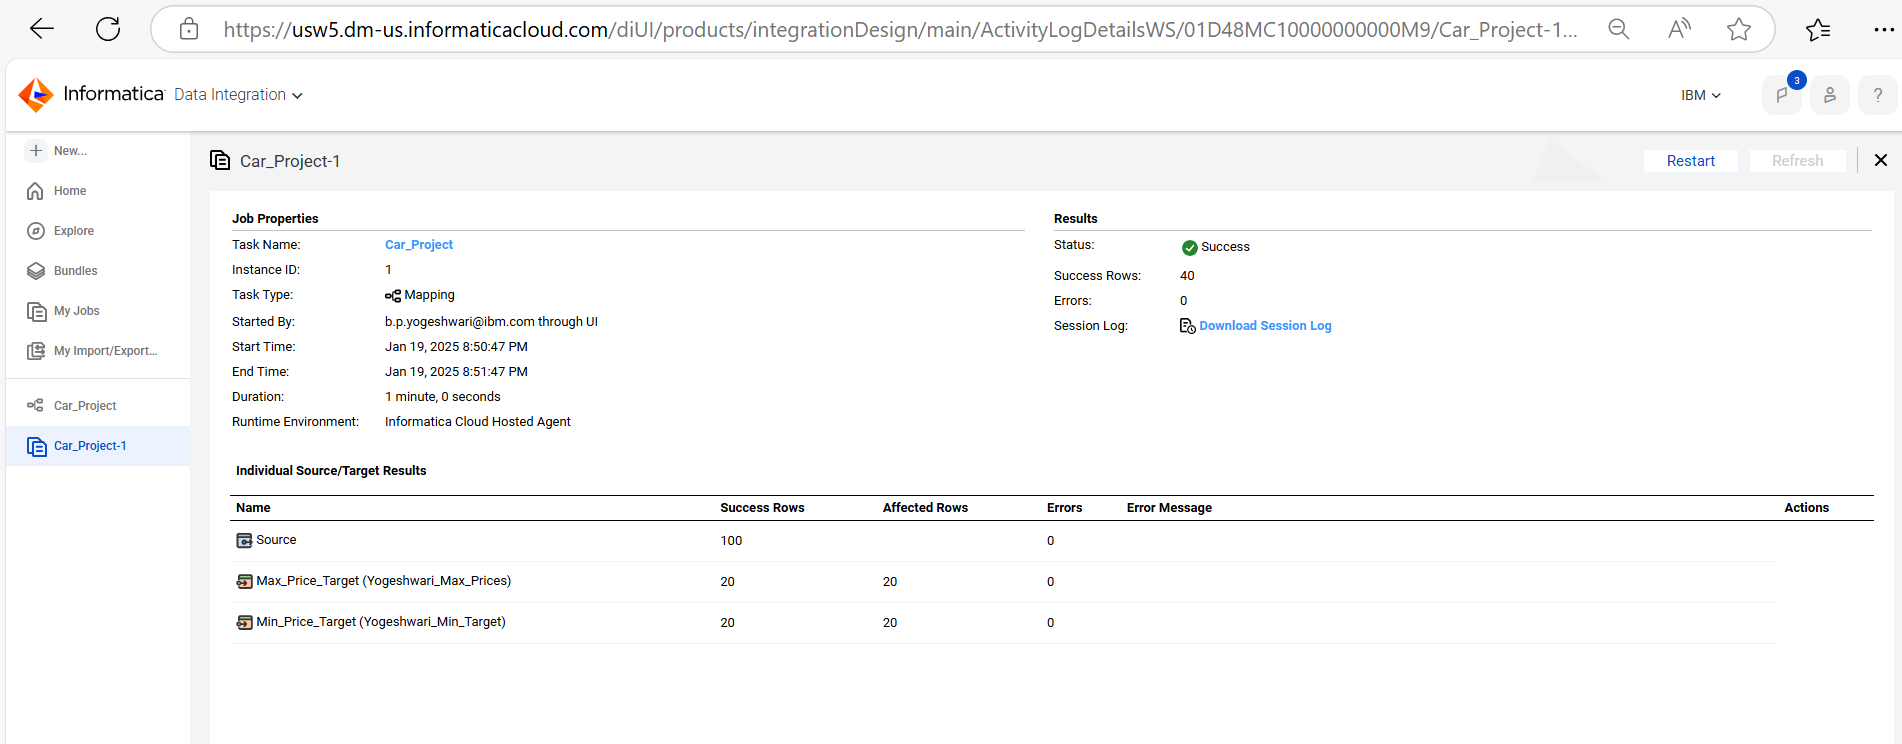 https://usw5.dm-us.informaticacloud.com/diUI/products/integrationDesign/main/ActivityLogDetailsWS/01D48MC10000000000M9/Car_Project-1...
Informatica Data Integration
IBM
3
?
New...
Home
Explore
Bundles
My Jobs
My Import/Export...
Car_Project
Car_Project-1
Car_Project-1
Restart Refresh
Job Properties
Task Name: Car_Project
Instance ID: 1
Task Type: Mapping
Started By: b.p.yogeshwari@ibm.com through UI
Start Time: Jan 19, 2025 8:50:47 PM
End Time: Jan 19, 2025 8:51:47 PM
Duration: 1 minute, 0 seconds
Runtime Environment: Informatica Cloud Hosted Agent
Results
Status: Success
Success Rows: 40
Errors: 0
Session Log: Download Session Log
Individual Source/Target Results
Name Success Rows Affected Rows Errors Error Message Actions
Source 100 0
Max_Price_Target (Yogeshwari_Max_Prices) 20 20 0
Min_Price_Target (Yogeshwari_Min_Target) 20 20 0